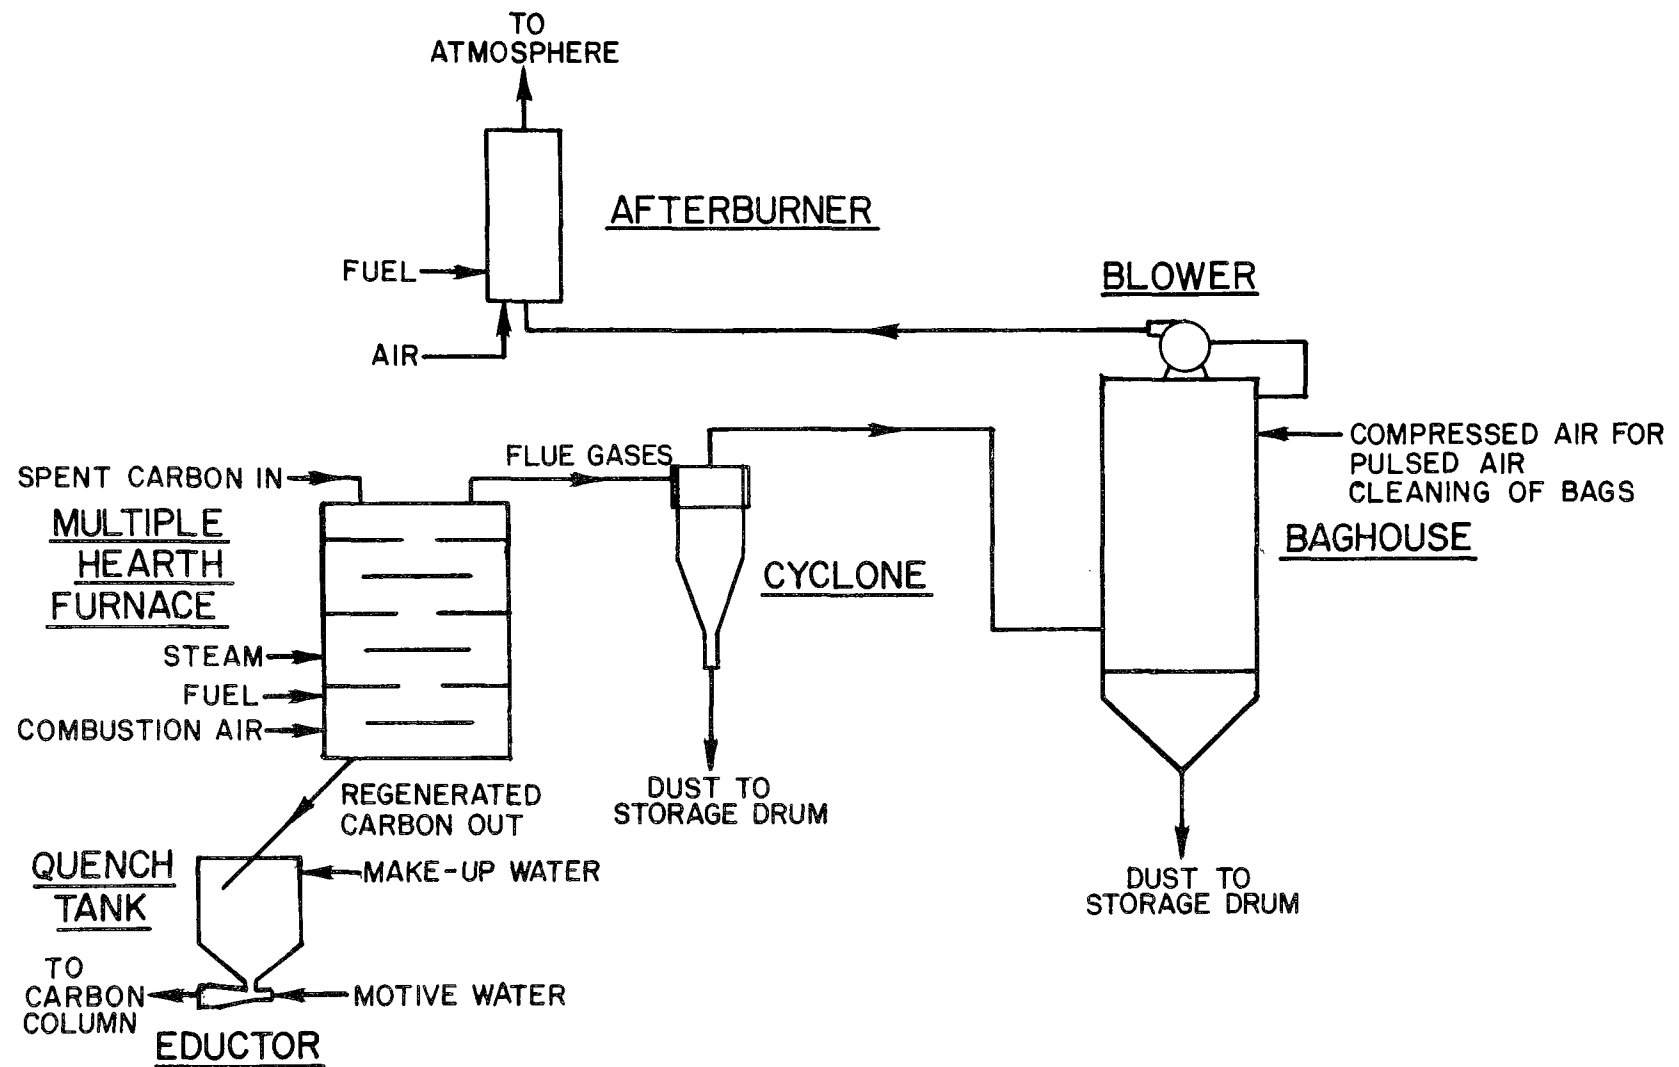 TO
ATMOSPHERE
AFTERBURNER
FUEL
AIR
BLOWER
COMPRESSED AIR FOR
PULSED AIR
CLEANING OF BAGS
BAGHOUSE
FLUE GASES
SPENT CARBON IN
MULTIPLE
HEARTH
FURNACE
CYCLONE
STEAM
FUEL
COMBUSTION AIR
DUST TO
STORAGE DRUM
REGENERATED
CARBON OUT
QUENCH
TANK
MAKE-UP WATER
DUST TO
STORAGE DRUM
TO
CARBON
COLUMN
MOTIVE WATER
EDUCTOR